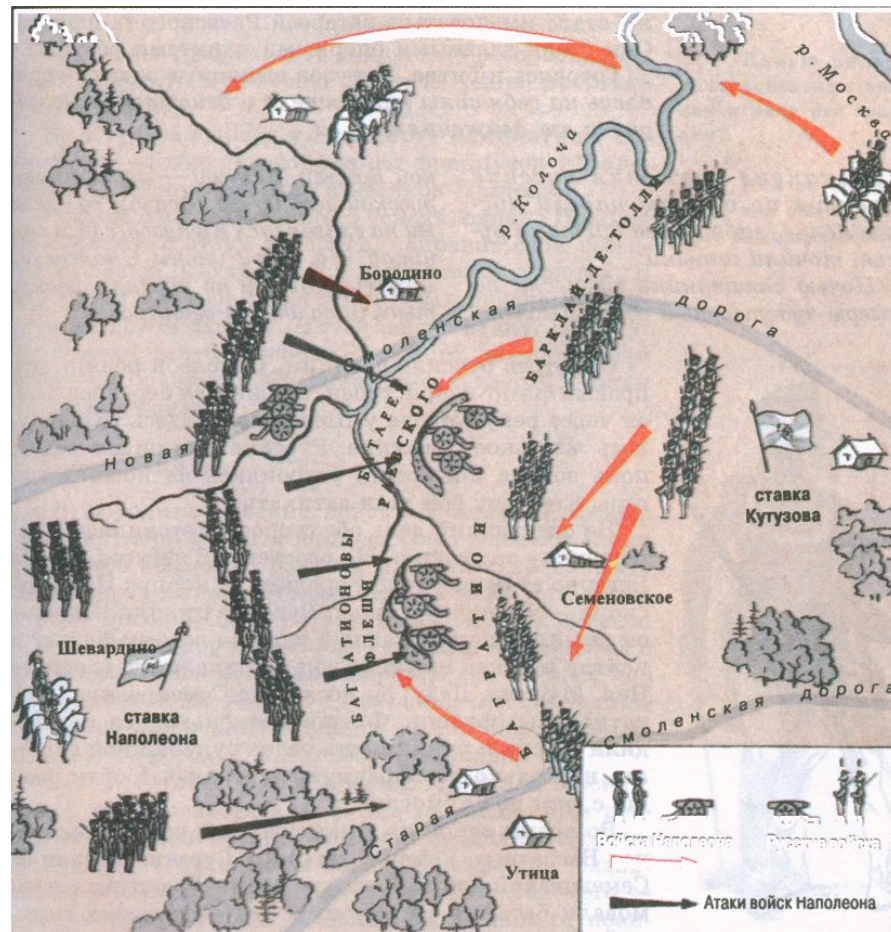 р. Москва
р. Колоча
Бородино
БАРКЛАЙ-ДЕ-ТОЛЛИ
Новая Смоленская дорога
БАТАРЕЯ
РАЕВСКОГО
ставка
Кутузова
БАГРАТИОН
Семеновское
БАГРАТИОНОВЫ
ФЛЕШИ
Шевардино
ставка
Наполеона
Старая Смоленская дорога
Утица
Войска Наполеона
Русские войска
Атаки войск Наполеона